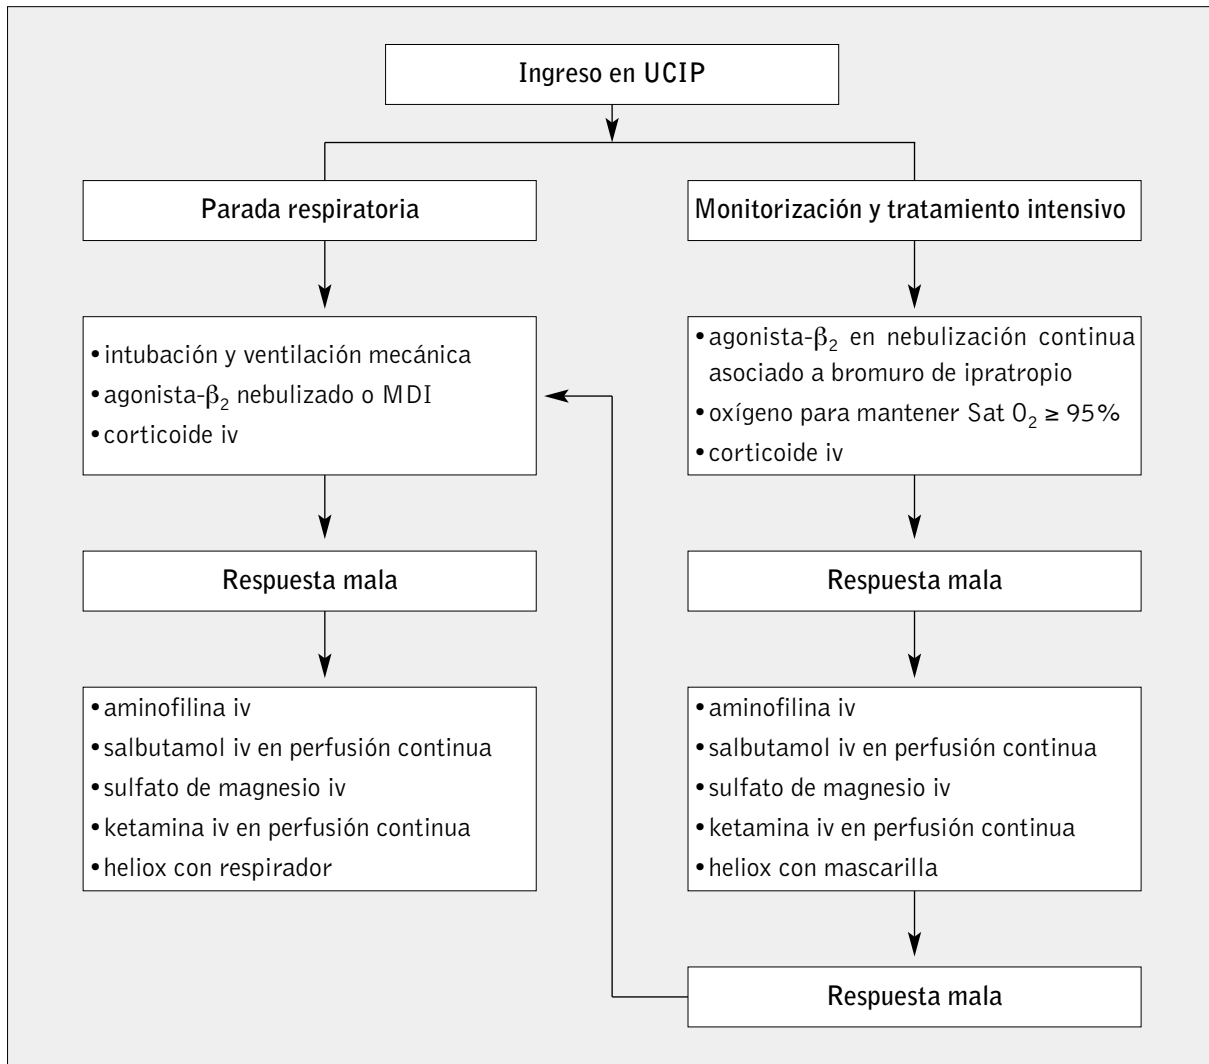 Ingreso en UCIP
Parada respiratoria
Monitorización y tratamiento intensivo
• intubación y ventilación mecánica
• agonista-β2 nebulizado o MDI
• corticoide iv
• agonista-β2 en nebulización continua
asociado a bromuro de ipratropio
• oxígeno para mantener Sat O2 ≥ 95%
• corticoide iv
Respuesta mala
Respuesta mala
• aminofilina iv
• salbutamol iv en perfusión continua
• sulfato de magnesio iv
• ketamina iv en perfusión continua
• heliox con respirador
• aminofilina iv
• salbutamol iv en perfusión continua
• sulfato de magnesio iv
• ketamina iv en perfusión continua
• heliox con mascarilla
Respuesta mala